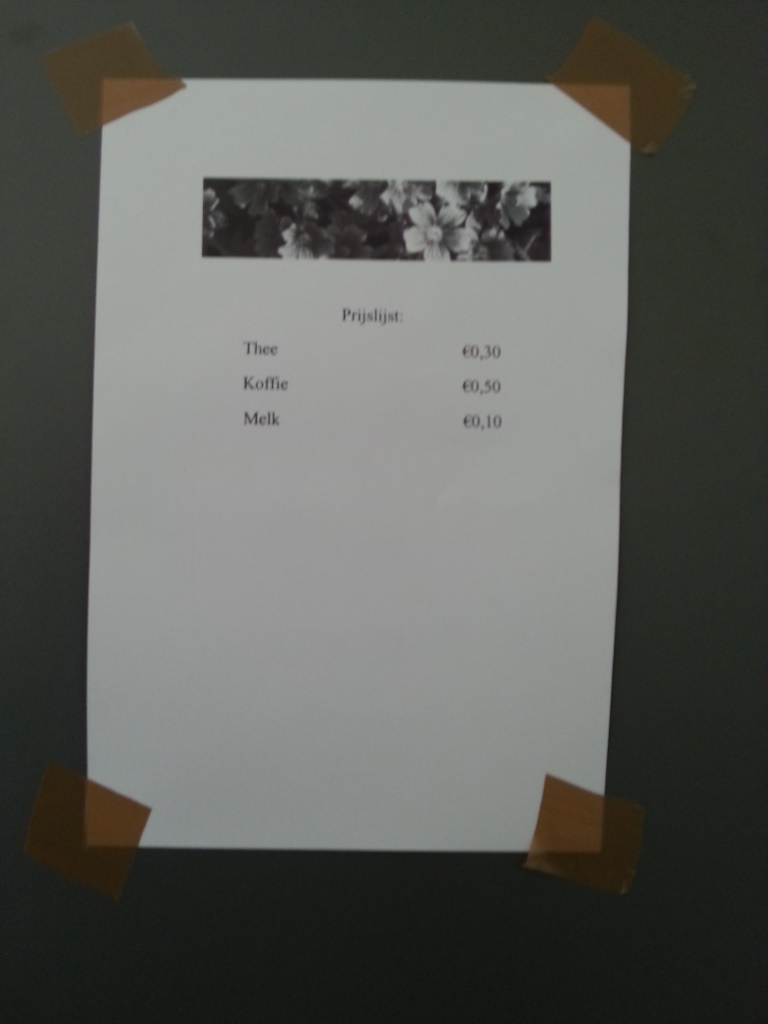 Prijslijst:
Thee €0,30
Koffie €0,50
Melk €0,10